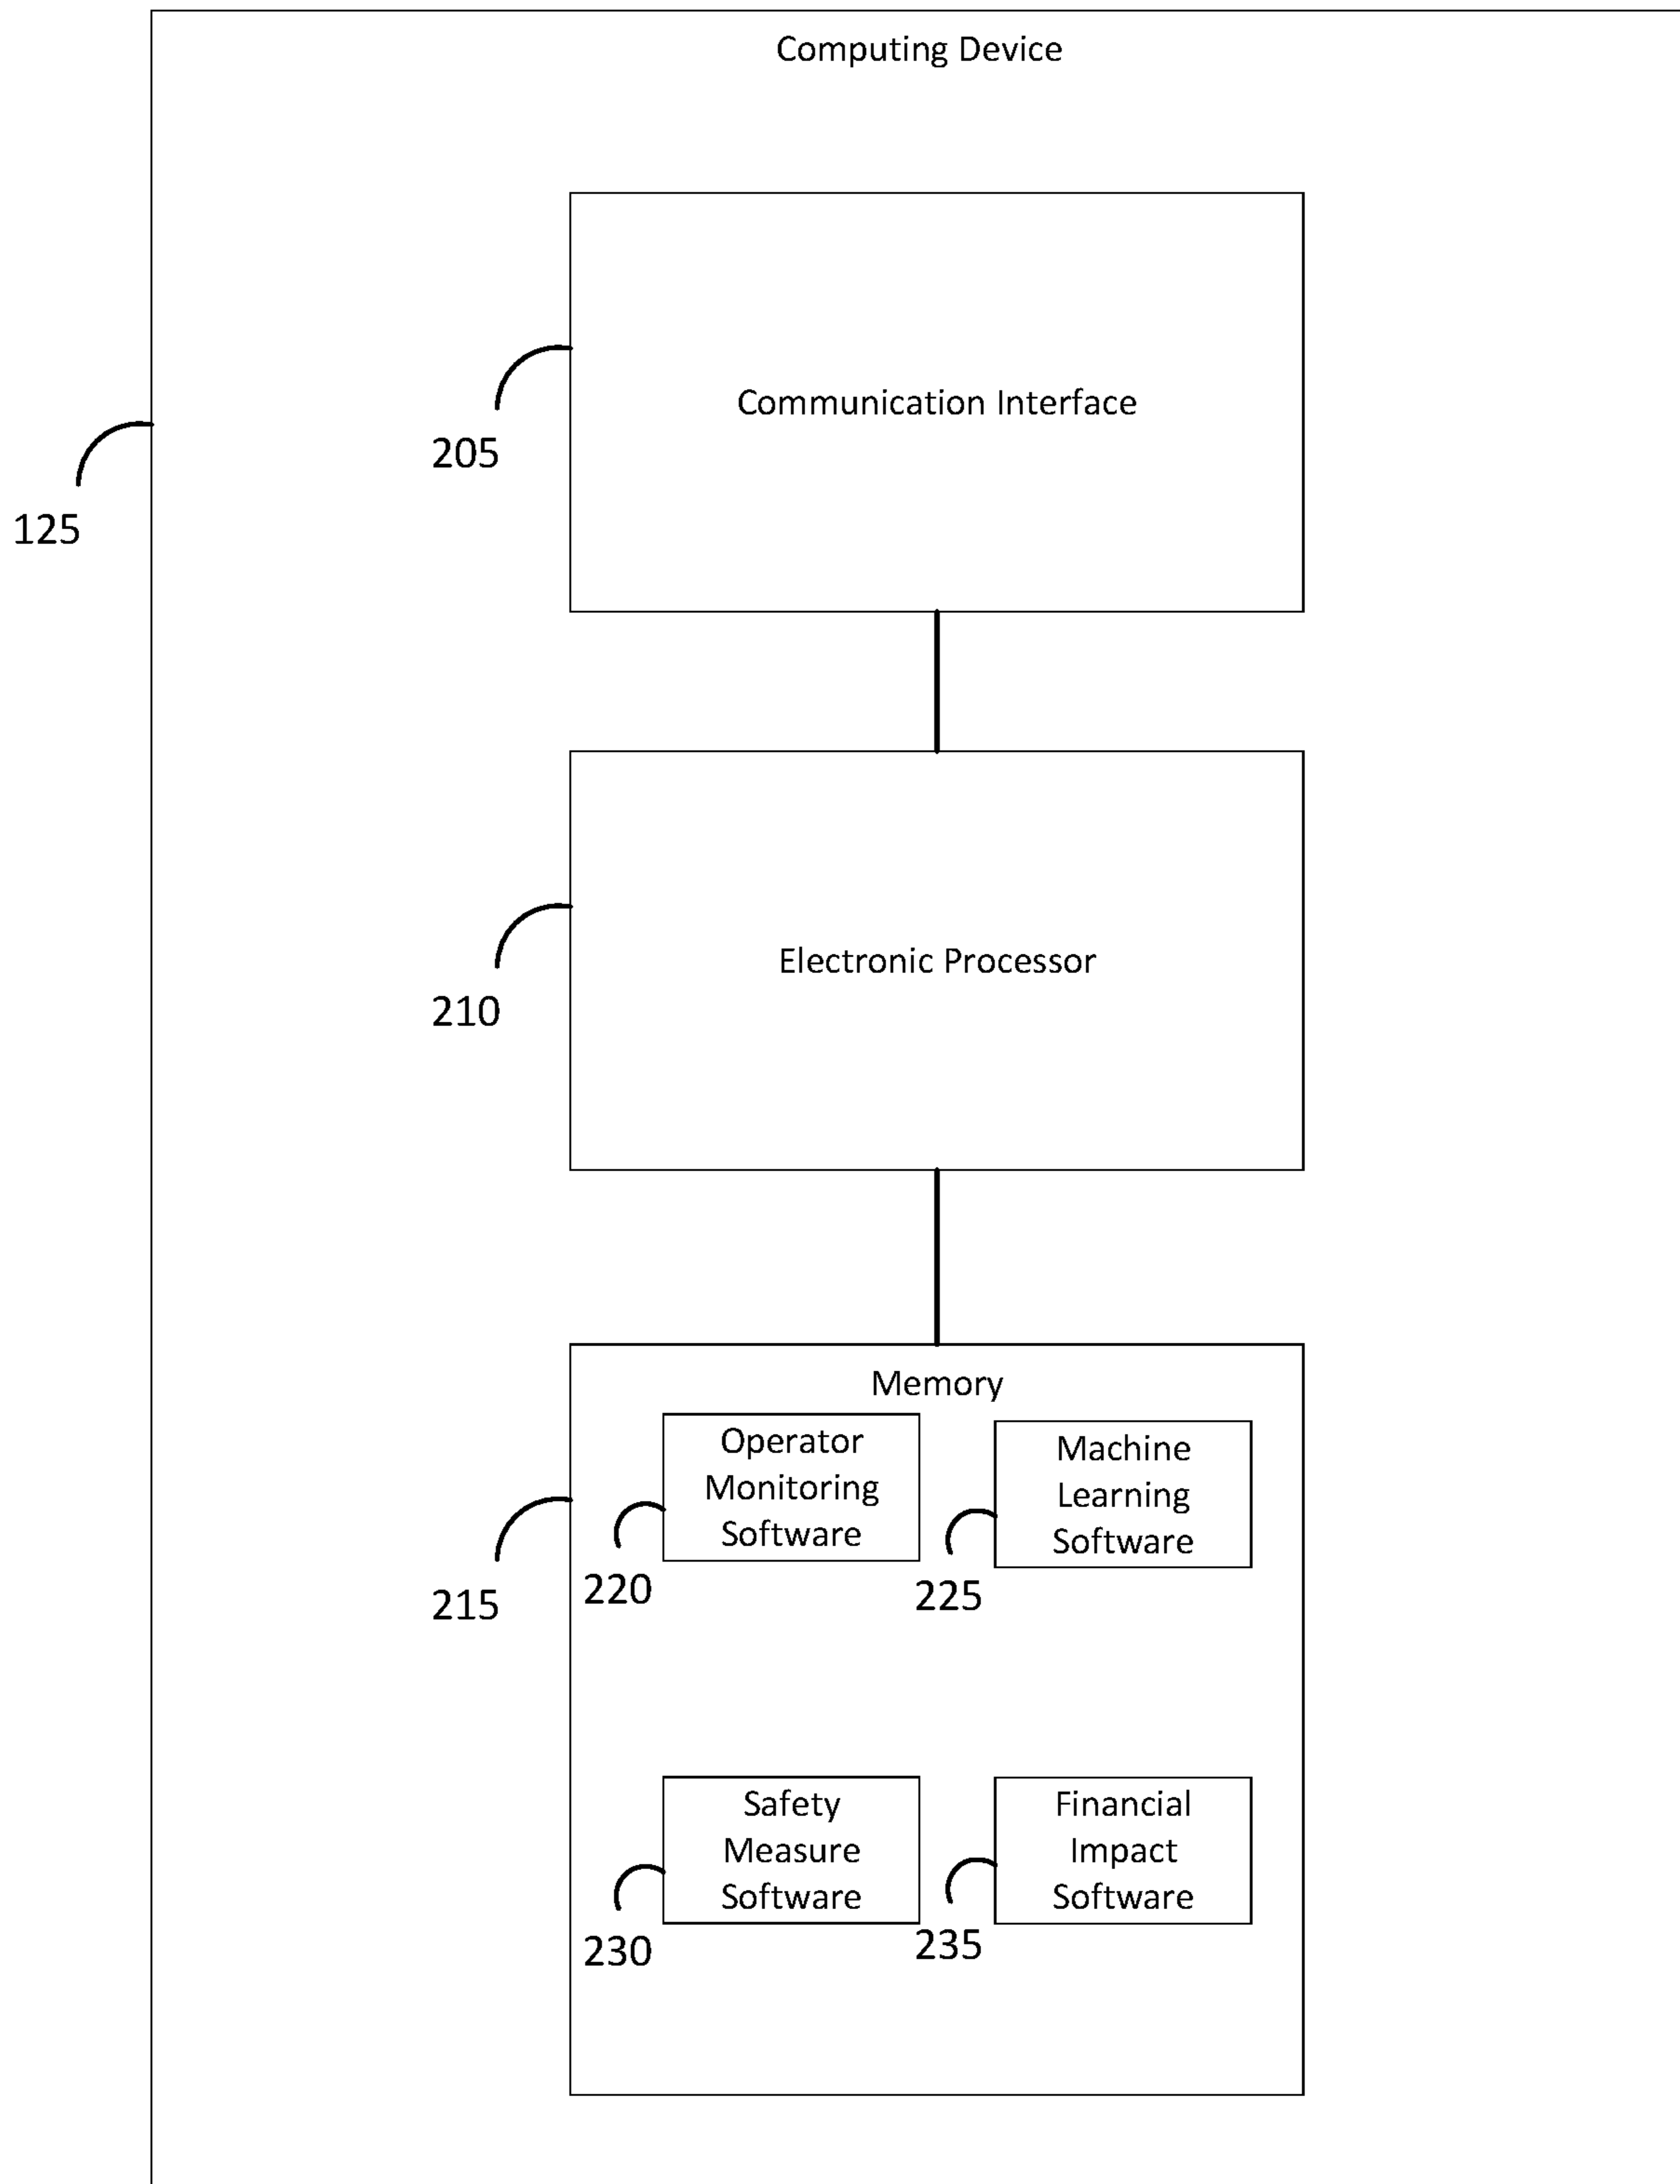 Computing Device
Communication Interface
205
125
Electronic Processor
210
Memory
Operator
Monitoring
Software
220
Machine
Learning
Software
225
215
Safety
Measure
Software
230
Financial
Impact
Software
235